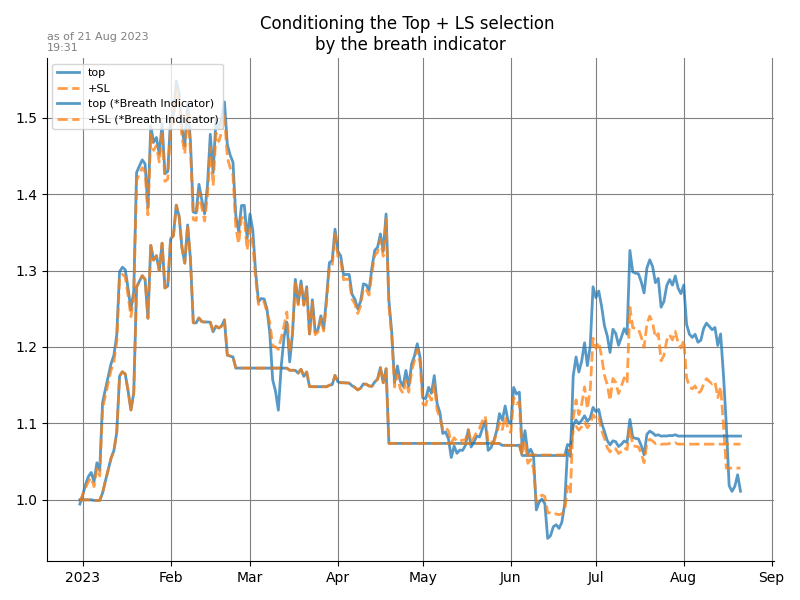 Conditioning the Top + LS selection
by the breath indicator
as of 21 Aug 2023
19:31
top
+SL
top (*Breath Indicator)
+SL (*Breath Indicator)
1.5
1.4
1.3
1.2
1.1
1.0
2023 Feb Mar Apr May Jun Jul Aug Sep